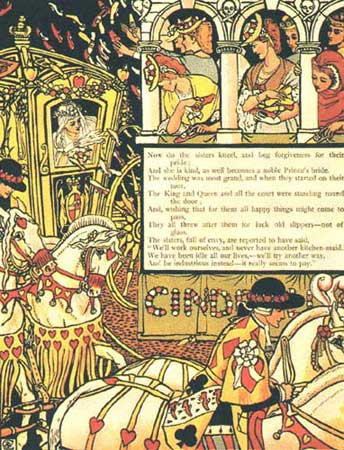 Now do the sisters kneel, and beg forgiveness for their
pride;
And she is kind, as well becomes a noble Prince's bride.
The wedding was most grand, and when they started on their
tour,
The King and Queen and all the court were standing round
the door;
And, wishing that for them all happy things might come to
pass,
They all threw after them for luck old slippers—not of
glass.
The sisters, full of envy, are reported to have said,
"We'll work ourselves, and never have another kitchen-maid.
We have been idle all our lives,—we'll try another way,
And be industrious instead—it really seems to pay."
CIND